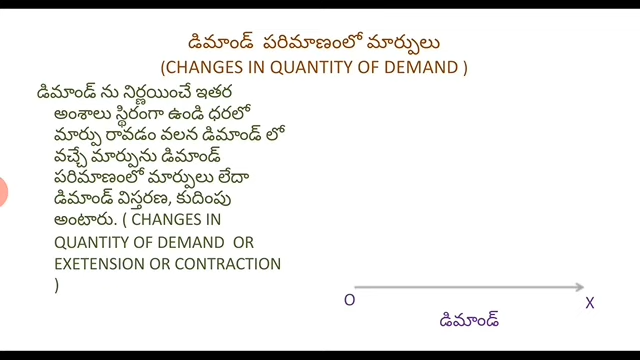 డిమాండ్ పరిమాణంలో మార్పులు
(CHANGES IN QUANTITY OF DEMAND )
డిమాండ్ ను నిర్ణయించే ఇతర
అంశాలు స్థిరంగా ఉండి ధరలో
మార్పు రావడం వలన డిమాండ్ లో
వచ్చే మార్పును డిమాండ్
పరిమాణంలో మార్పులు లేదా
డిమాండ్ విస్తరణ, కుదింపు
అంటారు. ( CHANGES IN
QUANTITY OF DEMAND OR
EXETENSION OR CONTRACTION
)
O
X
డిమాండ్